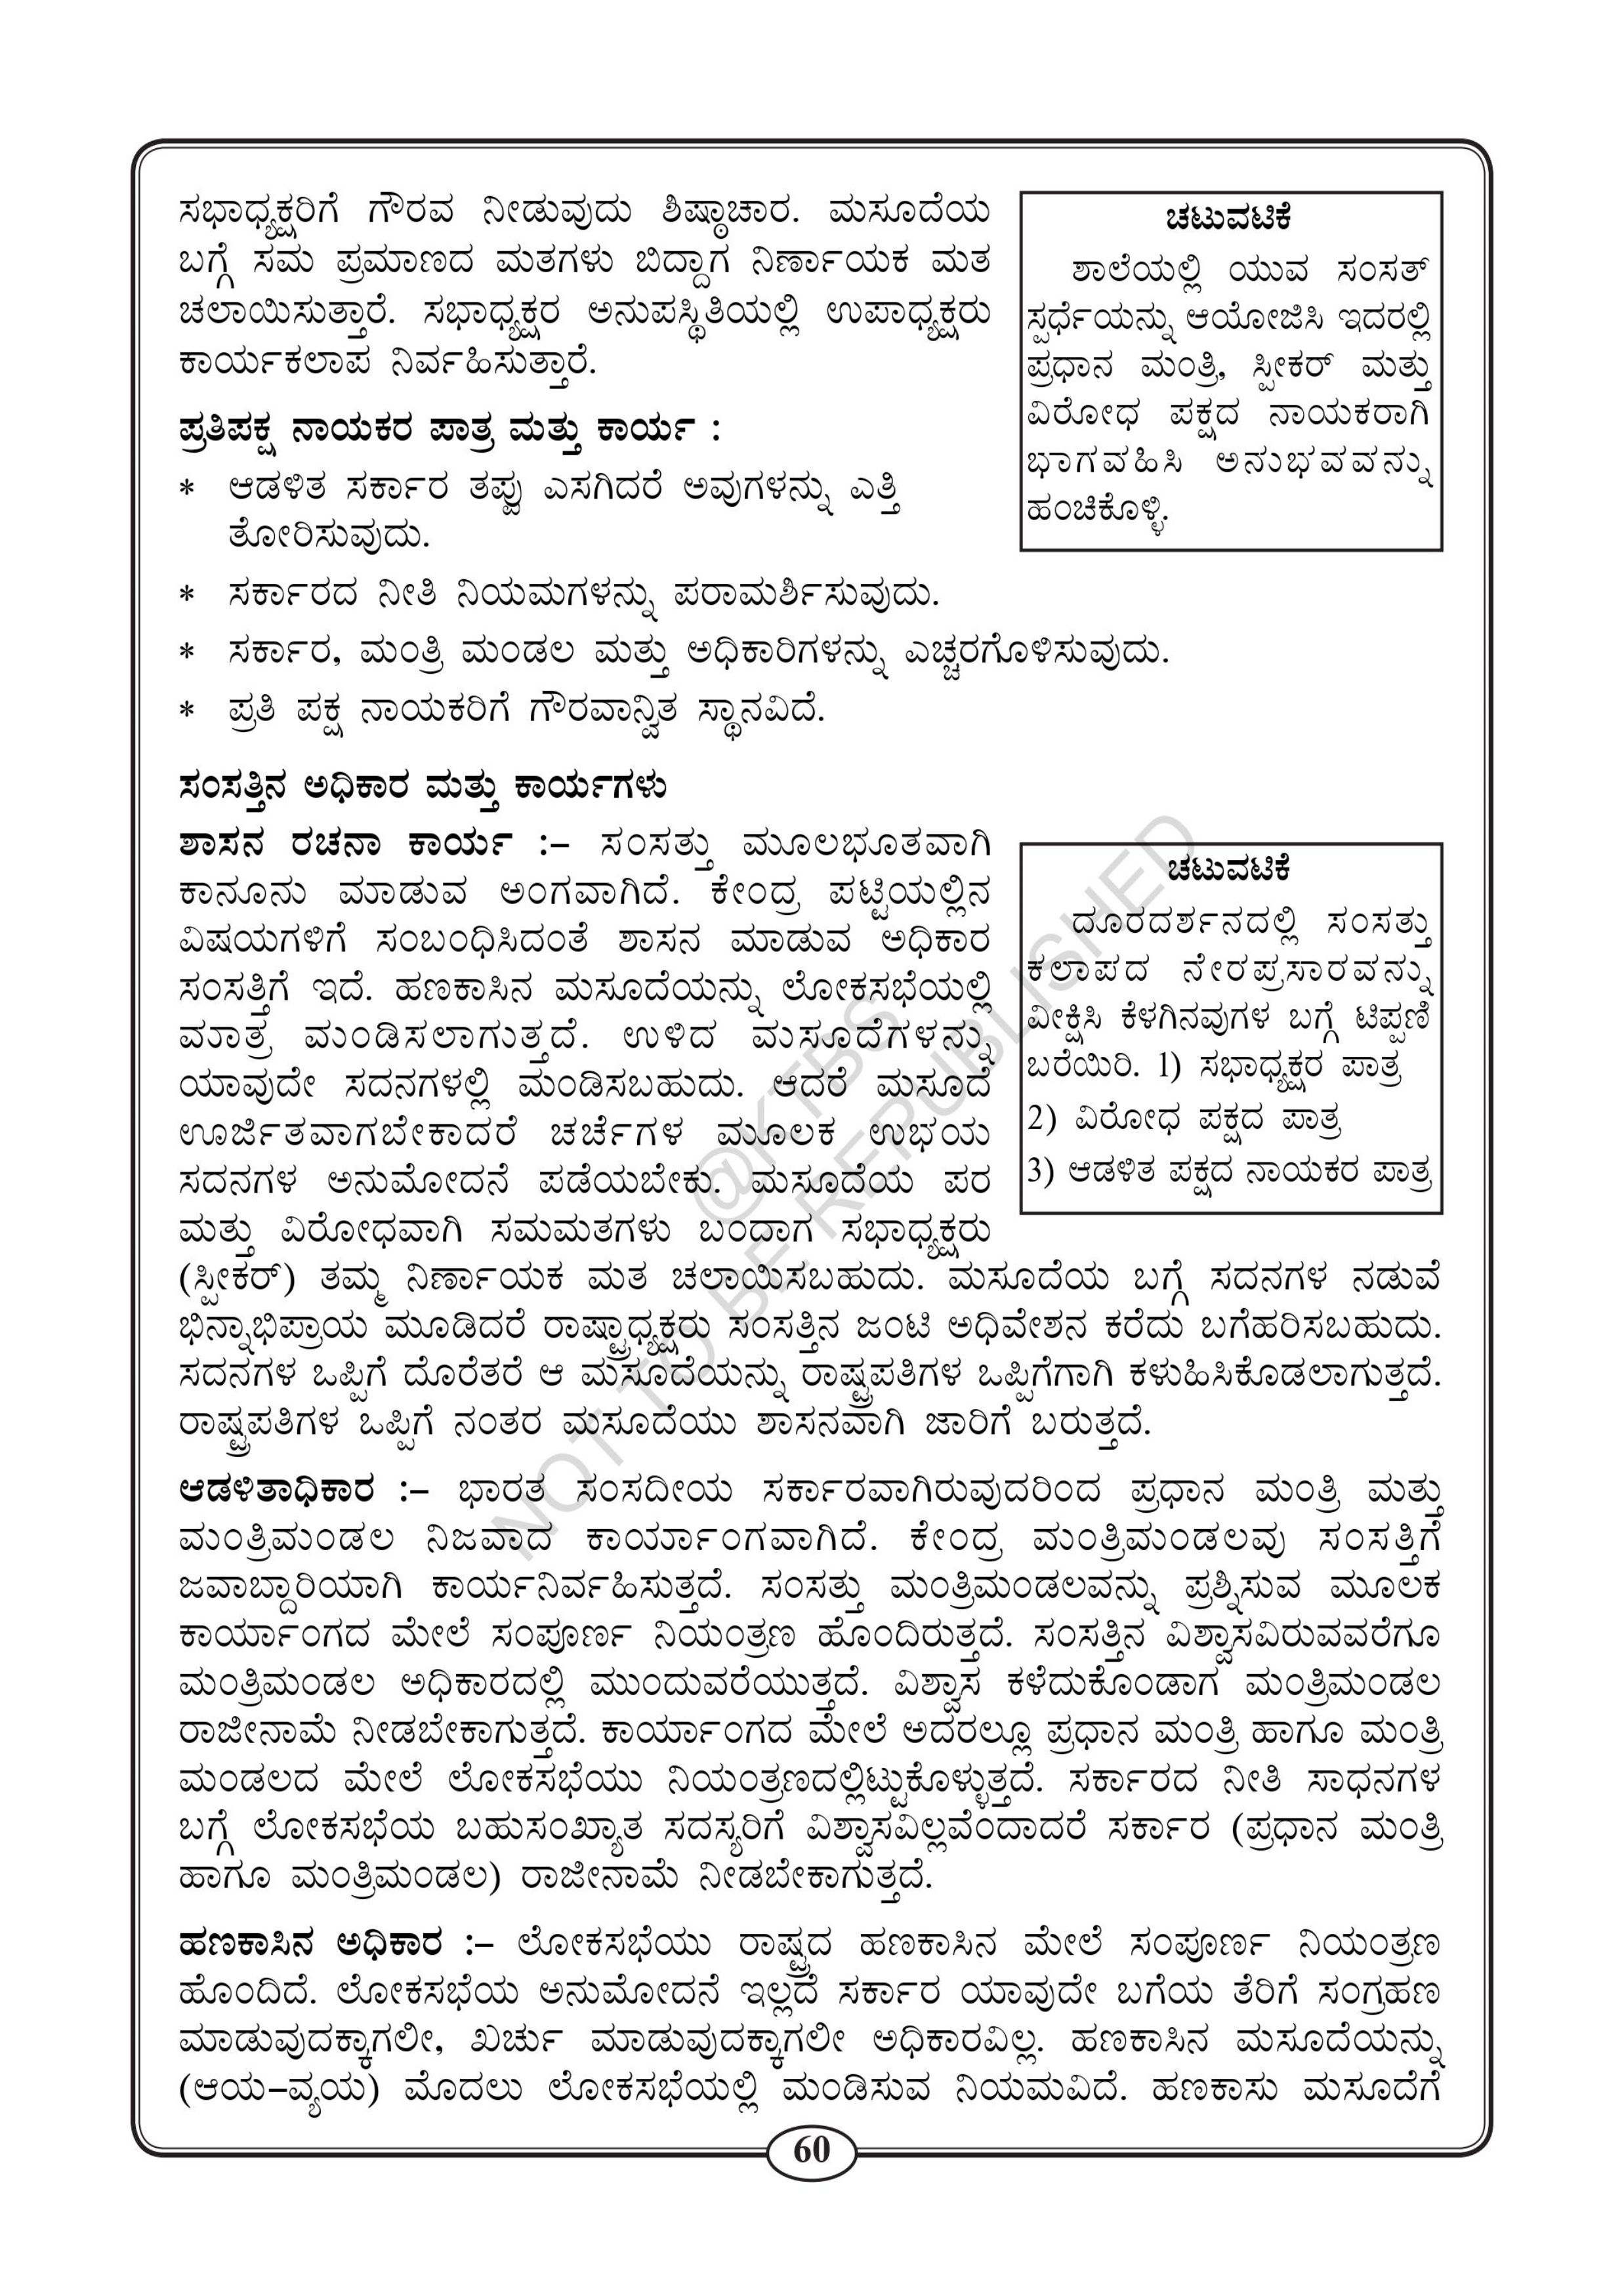 ಸಭಾಧ್ಯಕ್ಷರಿಗೆ ಗೌರವ ನೀಡುವುದು ಶಿಷ್ಠಾಚಾರ. ಮಸೂದೆಯ
ಬಗ್ಗೆ ಸಮ ಪ್ರಮಾಣದ ಮತಗಳು ಬಿದ್ದಾಗ ನಿರ್ಣಾಯಕ ಮತ
ಚಲಾಯಿಸುತ್ತಾರೆ. ಸಭಾಧ್ಯಕ್ಷರ ಅನುಪಸ್ಥಿತಿಯಲ್ಲಿ ಉಪಾಧ್ಯಕ್ಷರು
ಕಾರ್ಯಕಲಾಪ ನಿರ್ವಹಿಸುತ್ತಾರೆ.
ಪ್ರತಿಪಕ್ಷ ನಾಯಕರ ಪಾತ್ರ ಮತ್ತು ಕಾರ್ಯ :
* ಆಡಳಿತ ಸರ್ಕಾರ ತಪ್ಪು ಎಸಗಿದರೆ ಅವುಗಳನ್ನು ಎತ್ತಿ
ತೋರಿಸುವುದು.
* ಸರ್ಕಾರದ ನೀತಿ ನಿಯಮಗಳನ್ನು ಪರಾಮರ್ಶಿಸುವುದು.
* ಸರ್ಕಾರ, ಮಂತ್ರಿ ಮಂಡಲ ಮತ್ತು ಅಧಿಕಾರಿಗಳನ್ನು ಎಚ್ಚರಗೊಳಿಸುವುದು.
* ಪ್ರತಿ ಪಕ್ಷ ನಾಯಕರಿಗೆ ಗೌರವಾನ್ವಿತ ಸ್ಥಾನವಿದೆ.
ಚಟುವಟಿಕೆ
ಶಾಲೆಯಲ್ಲಿ ಯುವ ಸಂಸತ್
ಸ್ಪರ್ಧೆಯನ್ನು ಆಯೋಜಿಸಿ ಇದರಲ್ಲಿ
ಪ್ರಧಾನ ಮಂತ್ರಿ, ಸ್ಪೀಕರ್ ಮತ್ತು
ವಿರೋಧ ಪಕ್ಷದ ನಾಯಕರಾಗಿ
ಭಾಗವಹಿಸಿ ಅನುಭವವನ್ನು
ಹಂಚಿಕೊಳ್ಳಿ.
ಸಂಸತ್ತಿನ ಅಧಿಕಾರ ಮತ್ತು ಕಾರ್ಯಗಳು
ಶಾಸನ ರಚನಾ ಕಾರ್ಯ :– ಸಂಸತ್ತು ಮೂಲಭೂತವಾಗಿ
ಕಾನೂನು ಮಾಡುವ ಅಂಗವಾಗಿದೆ. ಕೇಂದ್ರ ಪಟ್ಟಿಯಲ್ಲಿನ
ವಿಷಯಗಳಿಗೆ ಸಂಬಂಧಿಸಿದಂತೆ ಶಾಸನ ಮಾಡುವ ಅಧಿಕಾರ
ಸಂಸತ್ತಿಗೆ ಇದೆ. ಹಣಕಾಸಿನ ಮಸೂದೆಯನ್ನು ಲೋಕಸಭೆಯಲ್ಲಿ
ಮಾತ್ರ ಮಂಡಿಸಲಾಗುತ್ತದೆ. ಉಳಿದ ಮಸೂದೆಗಳನ್ನು
ಯಾವುದೇ ಸದನಗಳಲ್ಲಿ ಮಂಡಿಸಬಹುದು. ಆದರೆ ಮಸೂದೆ
ಊರ್ಜಿತವಾಗಬೇಕಾದರೆ ಚರ್ಚೆಗಳ ಮೂಲಕ ಉಭಯ
ಸದನಗಳ ಅನುಮೋದನೆ ಪಡೆಯಬೇಕು. ಮಸೂದೆಯ ಪರ
ಮತ್ತು ವಿರೋಧವಾಗಿ ಸಮಮತಗಳು ಬಂದಾಗ ಸಭಾಧ್ಯಕ್ಷರು
(ಸ್ಪೀಕರ್) ತಮ್ಮ ನಿರ್ಣಾಯಕ ಮತ ಚಲಾಯಿಸಬಹುದು. ಮಸೂದೆಯ ಬಗ್ಗೆ ಸದನಗಳ ನಡುವೆ
ಭಿನ್ನಾಭಿಪ್ರಾಯ ಮೂಡಿದರೆ ರಾಷ್ಟ್ರಾಧ್ಯಕ್ಷರು ಸಂಸತ್ತಿನ ಜಂಟಿ ಅಧಿವೇಶನ ಕರೆದು ಬಗೆಹರಿಸಬಹುದು.
ಸದನಗಳ ಒಪ್ಪಿಗೆ ದೊರೆತರೆ ಆ ಮಸೂದೆಯನ್ನು ರಾಷ್ಟ್ರಪತಿಗಳ ಒಪ್ಪಿಗೆಗಾಗಿ ಕಳುಹಿಸಿಕೊಡಲಾಗುತ್ತದೆ.
ರಾಷ್ಟ್ರಪತಿಗಳ ಒಪ್ಪಿಗೆ ನಂತರ ಮಸೂದೆಯು ಶಾಸನವಾಗಿ ಜಾರಿಗೆ ಬರುತ್ತದೆ.
ಚಟುವಟಿಕೆ
ದೂರದರ್ಶನದಲ್ಲಿ ಸಂಸತ್ತು
ಕಲಾಪದ ನೇರಪ್ರಸಾರವನ್ನು
ವೀಕ್ಷಿಸಿ ಕೆಳಗಿನವುಗಳ ಬಗ್ಗೆ ಟಿಪ್ಪಣಿ
ಬರೆಯಿರಿ. 1) ಸಭಾಧ್ಯಕ್ಷರ ಪಾತ್ರ
2) ವಿರೋಧ ಪಕ್ಷದ ಪಾತ್ರ
3) ಆಡಳಿತ ಪಕ್ಷದ ನಾಯಕರ ಪಾತ್ರ
ಆಡಳಿತಾಧಿಕಾರ :– ಭಾರತ ಸಂಸದೀಯ ಸರ್ಕಾರವಾಗಿರುವುದರಿಂದ ಪ್ರಧಾನ ಮಂತ್ರಿ ಮತ್ತು
ಮಂತ್ರಿಮಂಡಲ ನಿಜವಾದ ಕಾರ್ಯಾಂಗವಾಗಿದೆ. ಕೇಂದ್ರ ಮಂತ್ರಿಮಂಡಲವು ಸಂಸತ್ತಿಗೆ
ಜವಾಬ್ದಾರಿಯಾಗಿ ಕಾರ್ಯನಿರ್ವಹಿಸುತ್ತದೆ. ಸಂಸತ್ತು ಮಂತ್ರಿಮಂಡಲವನ್ನು ಪ್ರಶ್ನಿಸುವ ಮೂಲಕ
ಕಾರ್ಯಾಂಗದ ಮೇಲೆ ಸಂಪೂರ್ಣ ನಿಯಂತ್ರಣ ಹೊಂದಿರುತ್ತದೆ. ಸಂಸತ್ತಿನ ವಿಶ್ವಾಸವಿರುವವರೆಗೂ
ಮಂತ್ರಿಮಂಡಲ ಅಧಿಕಾರದಲ್ಲಿ ಮುಂದುವರೆಯುತ್ತದೆ. ವಿಶ್ವಾಸ ಕಳೆದುಕೊಂಡಾಗ ಮಂತ್ರಿಮಂಡಲ
ರಾಜೀನಾಮೆ ನೀಡಬೇಕಾಗುತ್ತದೆ. ಕಾರ್ಯಾಂಗದ ಮೇಲೆ ಅದರಲ್ಲೂ ಪ್ರಧಾನ ಮಂತ್ರಿ ಹಾಗೂ ಮಂತ್ರಿ
ಮಂಡಲದ ಮೇಲೆ ಲೋಕಸಭೆಯು ನಿಯಂತ್ರಣದಲ್ಲಿಟ್ಟುಕೊಳ್ಳುತ್ತದೆ. ಸರ್ಕಾರದ ನೀತಿ ಸಾಧನಗಳ
ಬಗ್ಗೆ ಲೋಕಸಭೆಯ ಬಹುಸಂಖ್ಯಾತ ಸದಸ್ಯರಿಗೆ ವಿಶ್ವಾಸವಿಲ್ಲವೆಂದಾದರೆ ಸರ್ಕಾರ (ಪ್ರಧಾನ ಮಂತ್ರಿ
ಹಾಗೂ ಮಂತ್ರಿಮಂಡಲ) ರಾಜೀನಾಮೆ ನೀಡಬೇಕಾಗುತ್ತದೆ.
ಹಣಕಾಸಿನ ಅಧಿಕಾರ :– ಲೋಕಸಭೆಯು ರಾಷ್ಟ್ರದ ಹಣಕಾಸಿನ ಮೇಲೆ ಸಂಪೂರ್ಣ ನಿಯಂತ್ರಣ
ಹೊಂದಿದೆ. ಲೋಕಸಭೆಯ ಅನುಮೋದನೆ ಇಲ್ಲದೆ ಸರ್ಕಾರ ಯಾವುದೇ ಬಗೆಯ ತೆರಿಗೆ ಸಂಗ್ರಹಣ
ಮಾಡುವುದಕ್ಕಾಗಲೀ, ಖರ್ಚು ಮಾಡುವುದಕ್ಕಾಗಲೀ ಅಧಿಕಾರವಿಲ್ಲ. ಹಣಕಾಸಿನ ಮಸೂದೆಯನ್ನು
(ಆಯ–ವ್ಯಯ) ಮೊದಲು ಲೋಕಸಭೆಯಲ್ಲಿ ಮಂಡಿಸುವ ನಿಯಮವಿದೆ. ಹಣಕಾಸು ಮಸೂದೆಗೆ
60
@KTBS
NOT TO BE REPUBLISHED